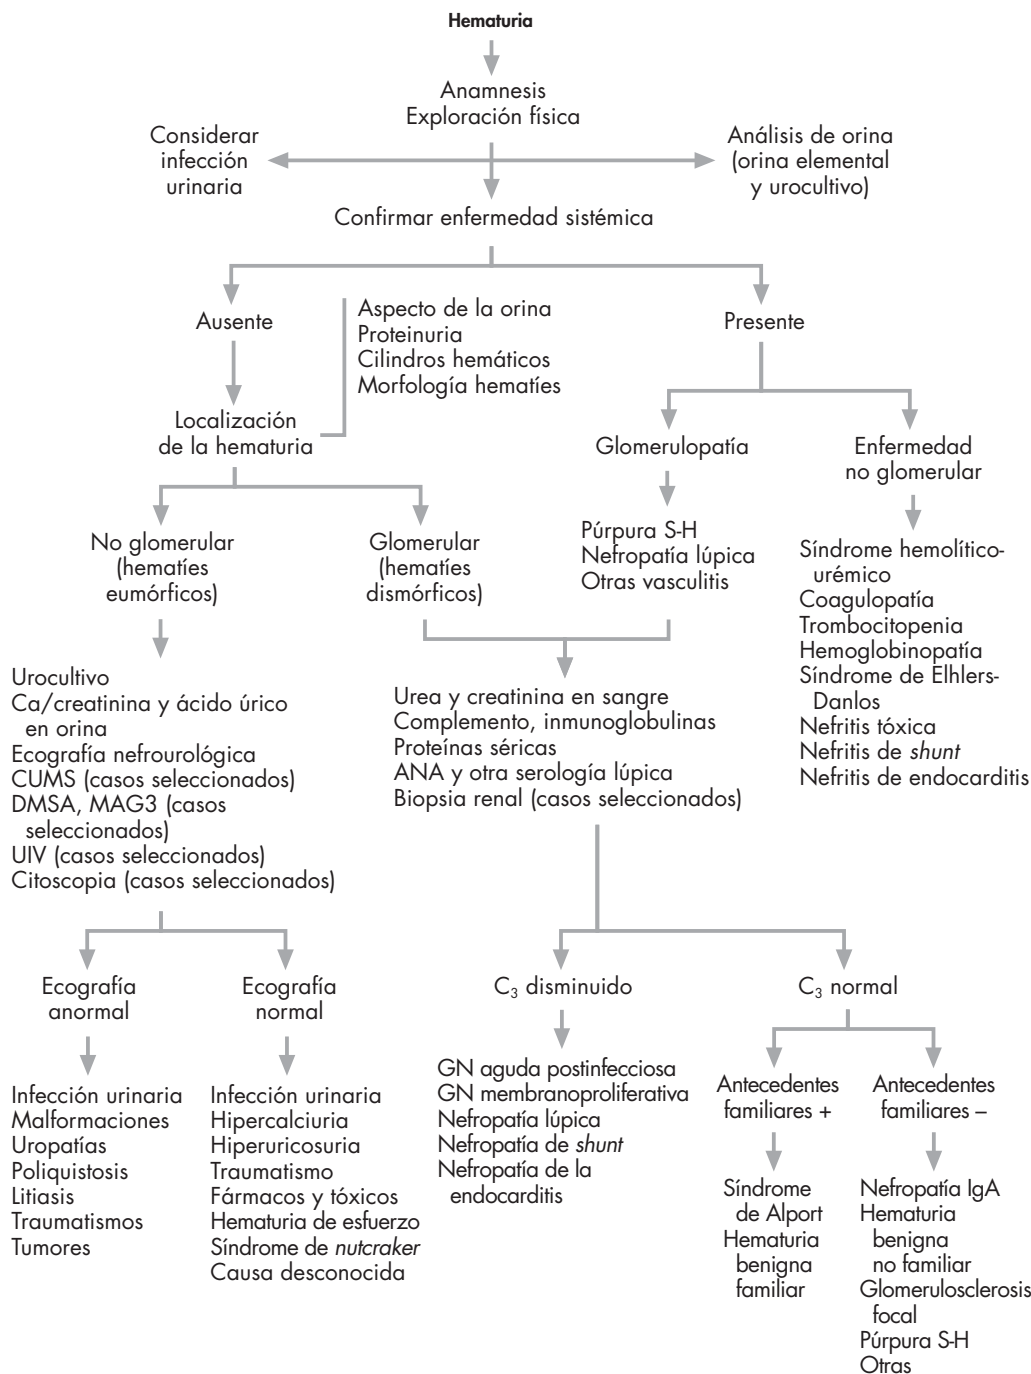 Hematuria
Anamnesis
Exploración física
Considerar
infección
urinaria
Análisis de orina
(orina elemental
y urocultivo)
Confirmar enfermedad sistémica
Ausente
Aspecto de la orina
Proteinuria
Cilindros hemáticos
Morfología hematíes
Presente
Localización
de la hematuria
Glomerulopatía
Enfermedad
no glomerular
No glomerular
(hematíes
eumórficos)
Glomerular
(hematíes
dismórficos)
Púrpura S-H
Nefropatía lúpica
Otras vasculitis
Síndrome hemolítico-
urémico
Coagulopatía
Trombocitopenia
Hemoglobinopatía
Síndrome de Elhlers-
Danlos
Nefritis tóxica
Nefritis de shunt
Nefritis de endocarditis
Urocultivo
Ca/creatinina y ácido úrico
en orina
Ecografía nefrourológica
CUMS (casos seleccionados)
DMSA, MAG3 (casos
seleccionados)
UIV (casos seleccionados)
Citoscopia (casos seleccionados)
Urea y creatinina en sangre
Complemento, inmunoglobulinas
Proteínas séricas
ANA y otra serología lúpica
Biopsia renal (casos seleccionados)
Ecografía
anormal
Ecografía
normal
C₃ disminuido
C₃ normal
Infección urinaria
Malformaciones
Uropatías
Poliquistosis
Litiasis
Traumatismos
Tumores
Infección urinaria
Hipercalciuria
Hiperuricosuria
Traumatismo
Fármacos y tóxicos
Hematuria de esfuerzo
Síndrome de nutcraker
Causa desconocida
GN aguda postinfecciosa
GN membranoproliferativa
Nefropatía lúpica
Nefropatía de shunt
Nefropatía de la
endocarditis
Antecedentes
familiares +
Antecedentes
familiares –
Síndrome
de Alport
Hematuria
benigna
familiar
Nefropatía IgA
Hematuria
benigna
no familiar
Glomerulosclerosis
focal
Púrpura S-H
Otras